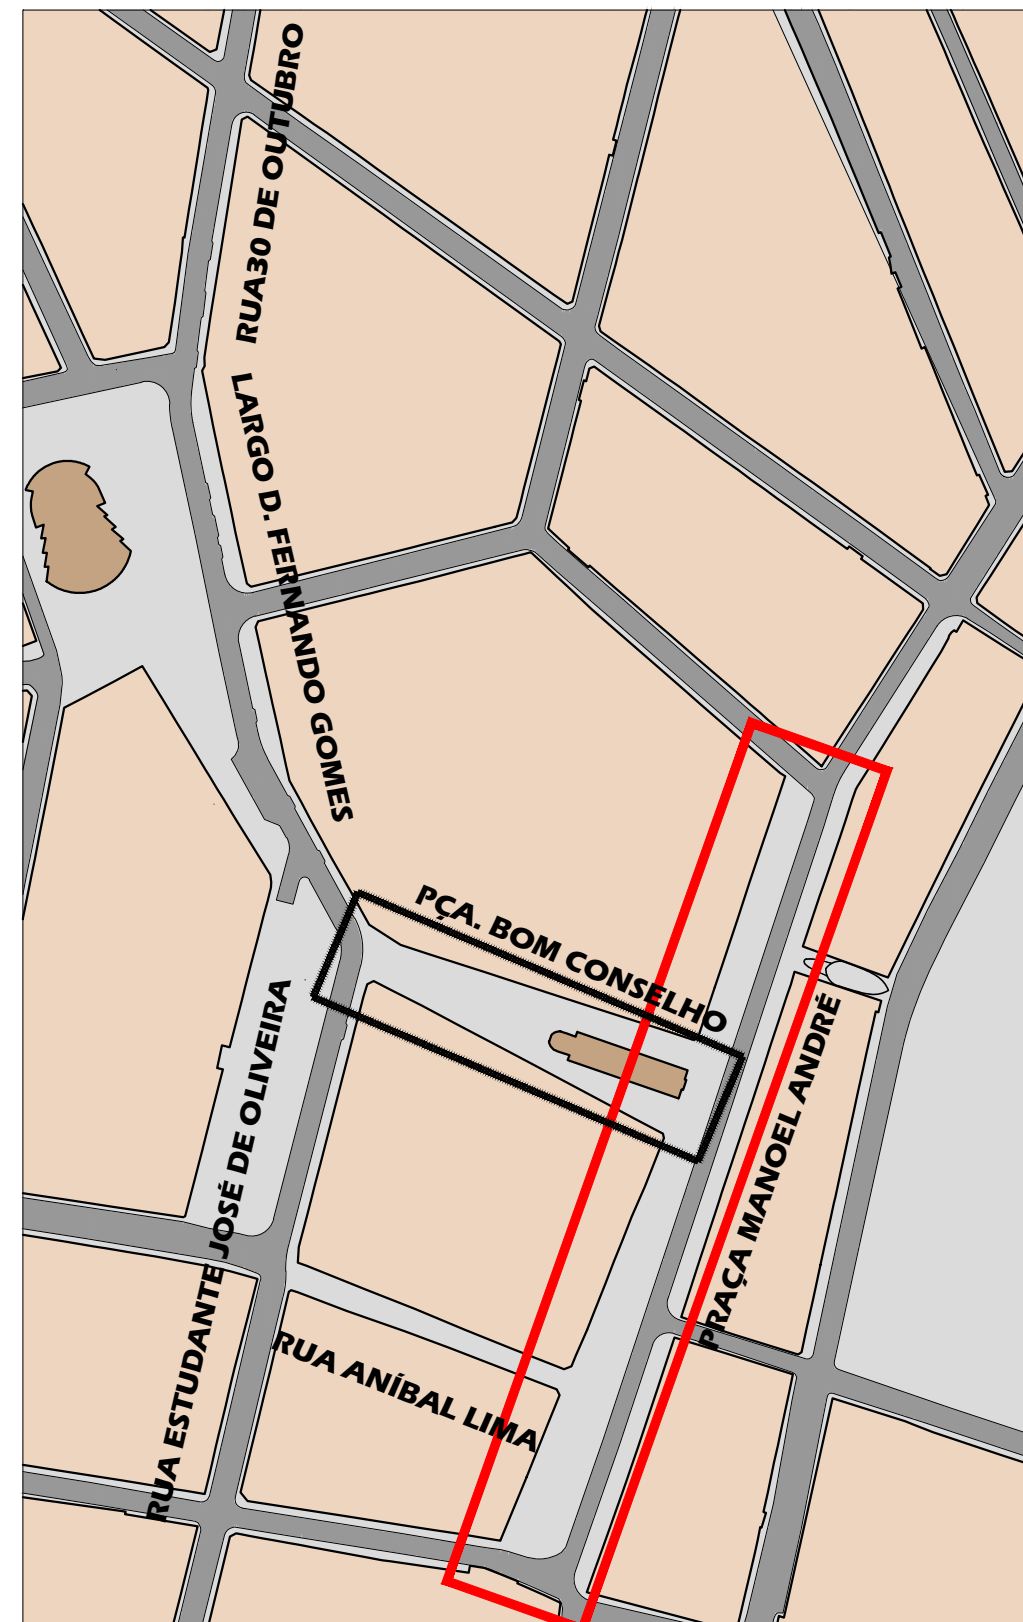 RUA30 DE OUTUBRO
LARGO D. FERNANDO GOMES
PÇA. BOM CONSELHO
RUA ESTUDANTE JOSÉ DE OLIVEIRA
PRAÇA MANOEL ANDRÉ
RUA ANÍBAL LIMA